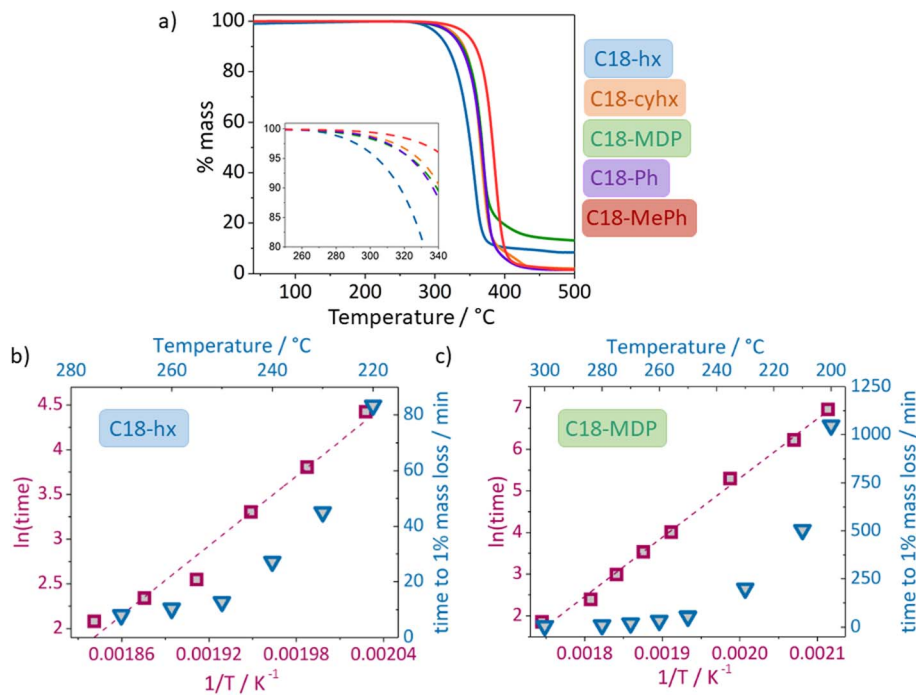 a)
100
80
60
40
20
0
% mass
100
95
90
85
80
260 280 300 320 340
100 200 300 400 500
Temperature / °C
C18-hx
C18-cyhx
C18-MDP
C18-Ph
C18-MePh
b)
Temperature / °C
280 260 240 220
4.5
4
3.5
3
2.5
2
ln(time)
C18-hx
80
60
40
20
0
time to 1% mass loss / min
0.00186 0.00192 0.00198 0.00204
1/T / K⁻¹
c)
Temperature / °C
300 280 260 240 220 200
7
6
5
4
3
2
ln(time)
C18-MDP
1250
1000
750
500
250
0
time to 1% mass loss / min
0.0018 0.0019 0.0020 0.0021
1/T / K⁻¹